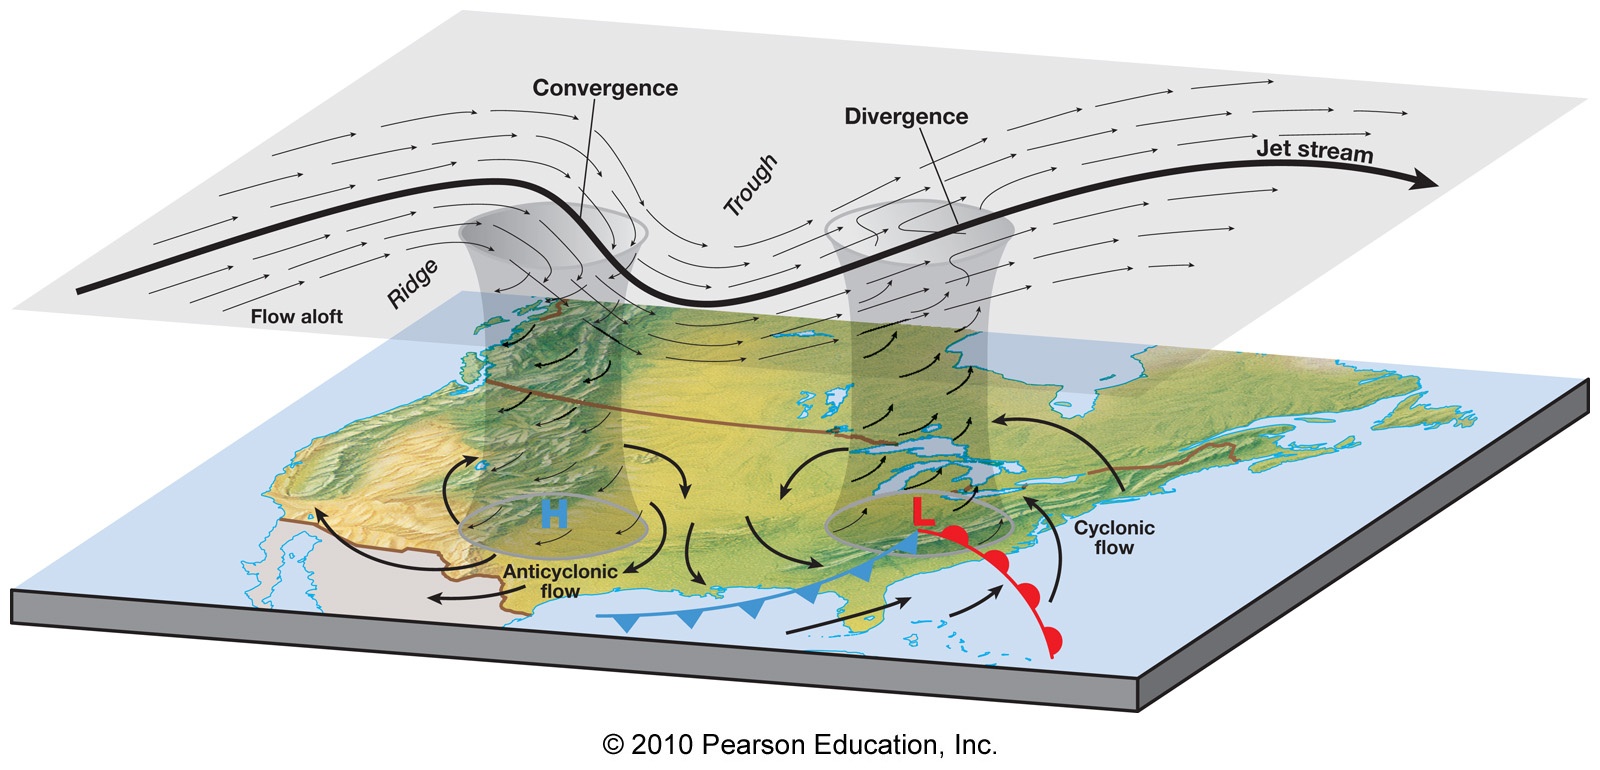 Convergence
Divergence
Jet stream
Trough
Ridge
Flow aloft
H
L
Cyclonic
flow
Anticyclonic
flow
© 2010 Pearson Education, Inc.